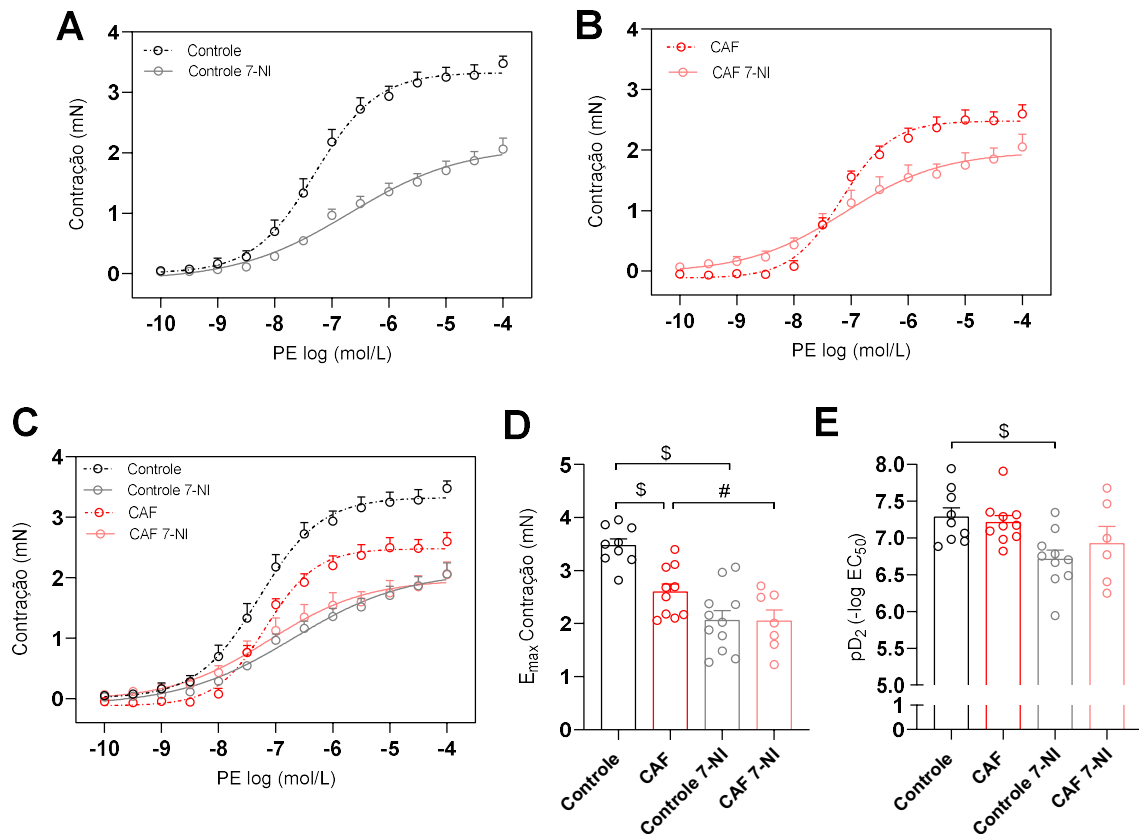 A
Controle
Controle 7-NI
Contração (mN)
4
3
2
1
0
-10 -9 -8 -7 -6 -5 -4
PE log (mol/L)
B
CAF
CAF 7-NI
Contração (mN)
4
3
2
1
0
-10 -9 -8 -7 -6 -5 -4
PE log (mol/L)
C
Controle
Controle 7-NI
CAF
CAF 7-NI
Contração (mN)
4
3
2
1
0
-10 -9 -8 -7 -6 -5 -4
PE log (mol/L)
D
$
$ #
Emax Contração (mN)
5
4
3
2
1
0
Controle CAF Controle 7-NI CAF 7-NI
E
$
pD2 (-log EC50)
8.0
7.5
7.0
6.5
6.0
5.5
5.0
1
0
Controle CAF Controle 7-NI CAF 7-NI